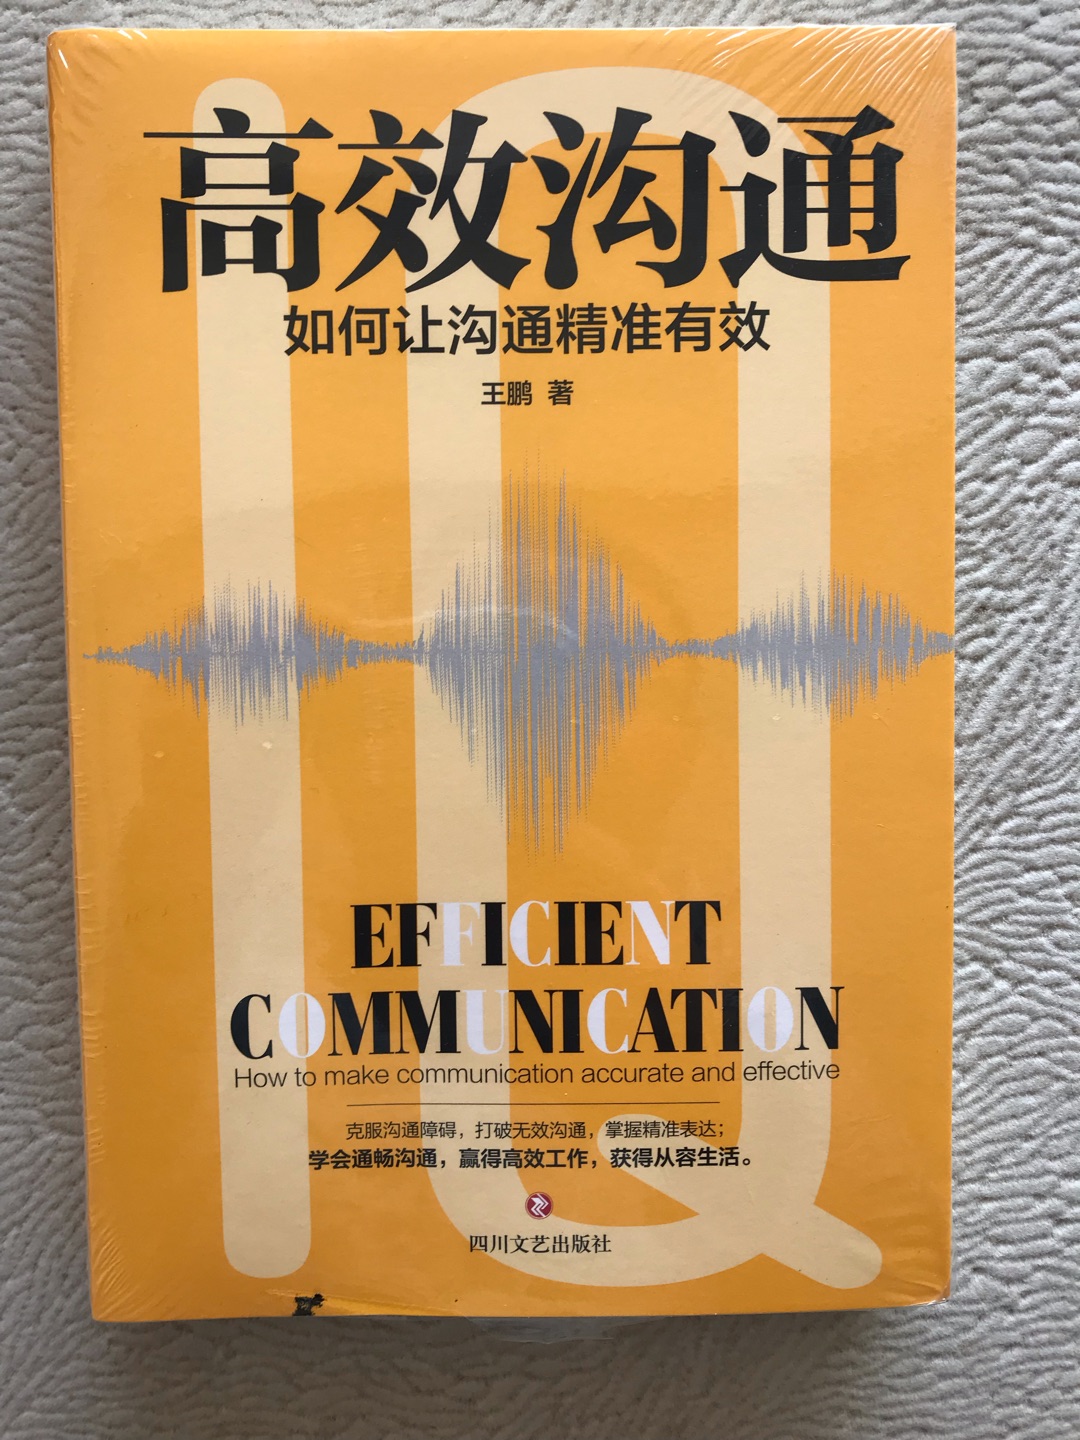 IQ
高效沟通
如何让沟通精准有效
王鹏 著
EFFICIENT
COMMUNICATION
How to make communication accurate and effective
克服沟通障碍，打破无效沟通，掌握精准表达；
学会通畅沟通，赢得高效工作，获得从容生活。
四川文艺出版社